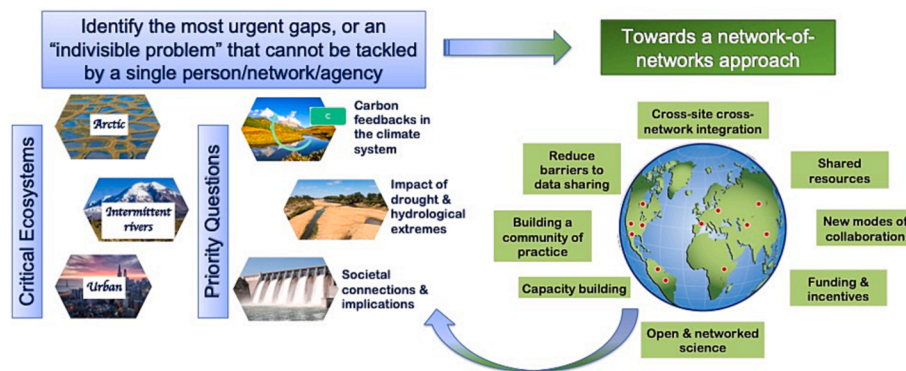 Identify the most urgent gaps, or an
“indivisible problem” that cannot be tackled
by a single person/network/agency
Towards a network-of-
networks approach
Critical Ecosystems
Arctic
Intermittent
rivers
Urban
Priority Questions
C
Carbon
feedbacks in
the climate
system
Impact of
drought &
hydrological
extremes
Societal
connections &
implications
Cross-site cross-
network integration
Reduce
barriers to
data sharing
Shared
resources
Building a
community of
practice
New modes of
collaboration
Capacity building
Funding &
incentives
Open & networked
science